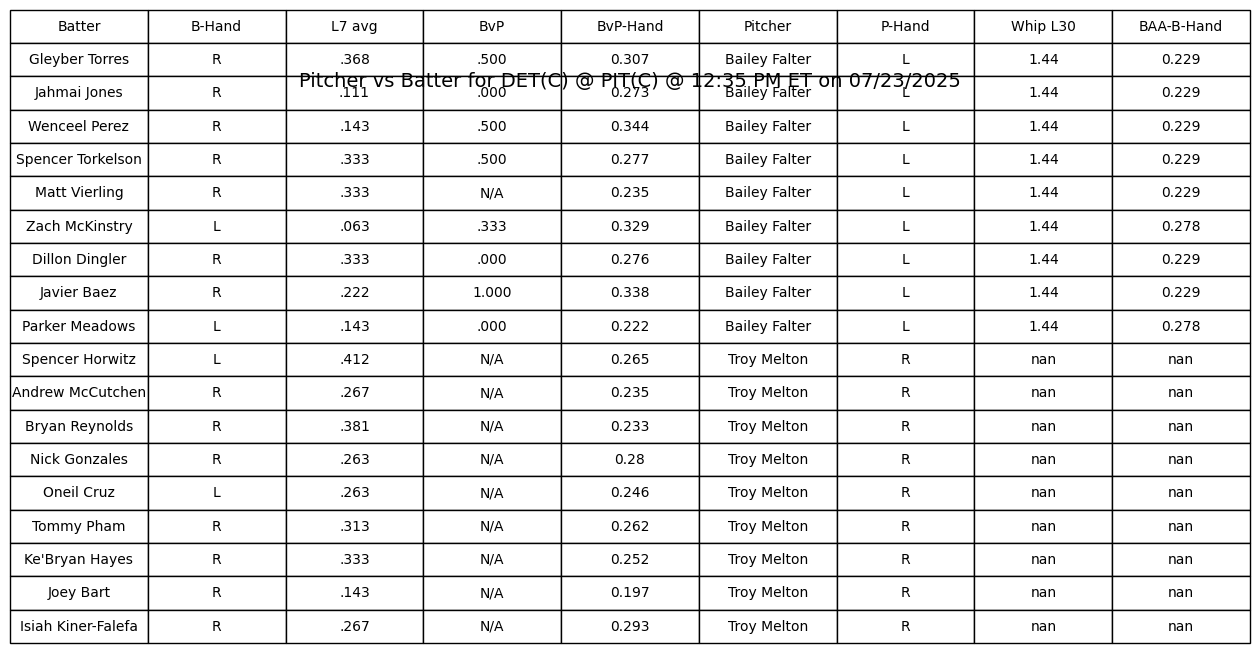 Batter B-Hand L7 avg BvP BvP-Hand Pitcher P-Hand Whip L30 BAA-B-Hand
Gleyber Torres R .368 .500 0.307 Bailey Falter L 1.44 0.229
Pitcher vs Batter for DET(C) @ PIT(C) @ 12:35 PM ET on 07/23/2025
Jahmai Jones R .111 .000 0.273 Bailey Falter L 1.44 0.229
Wenceel Perez R .143 .500 0.344 Bailey Falter L 1.44 0.229
Spencer Torkelson R .333 .500 0.277 Bailey Falter L 1.44 0.229
Matt Vierling R .333 N/A 0.235 Bailey Falter L 1.44 0.229
Zach McKinstry L .063 .333 0.329 Bailey Falter L 1.44 0.278
Dillon Dingler R .333 .000 0.276 Bailey Falter L 1.44 0.229
Javier Baez R .222 1.000 0.338 Bailey Falter L 1.44 0.229
Parker Meadows L .143 .000 0.222 Bailey Falter L 1.44 0.278
Spencer Horwitz L .412 N/A 0.265 Troy Melton R nan nan
Andrew McCutchen R .267 N/A 0.235 Troy Melton R nan nan
Bryan Reynolds R .381 N/A 0.233 Troy Melton R nan nan
Nick Gonzales R .263 N/A 0.28 Troy Melton R nan nan
Oneil Cruz L .263 N/A 0.246 Troy Melton R nan nan
Tommy Pham R .313 N/A 0.262 Troy Melton R nan nan
Ke'Bryan Hayes R .333 N/A 0.252 Troy Melton R nan nan
Joey Bart R .143 N/A 0.197 Troy Melton R nan nan
Isiah Kiner-Falefa R .267 N/A 0.293 Troy Melton R nan nan